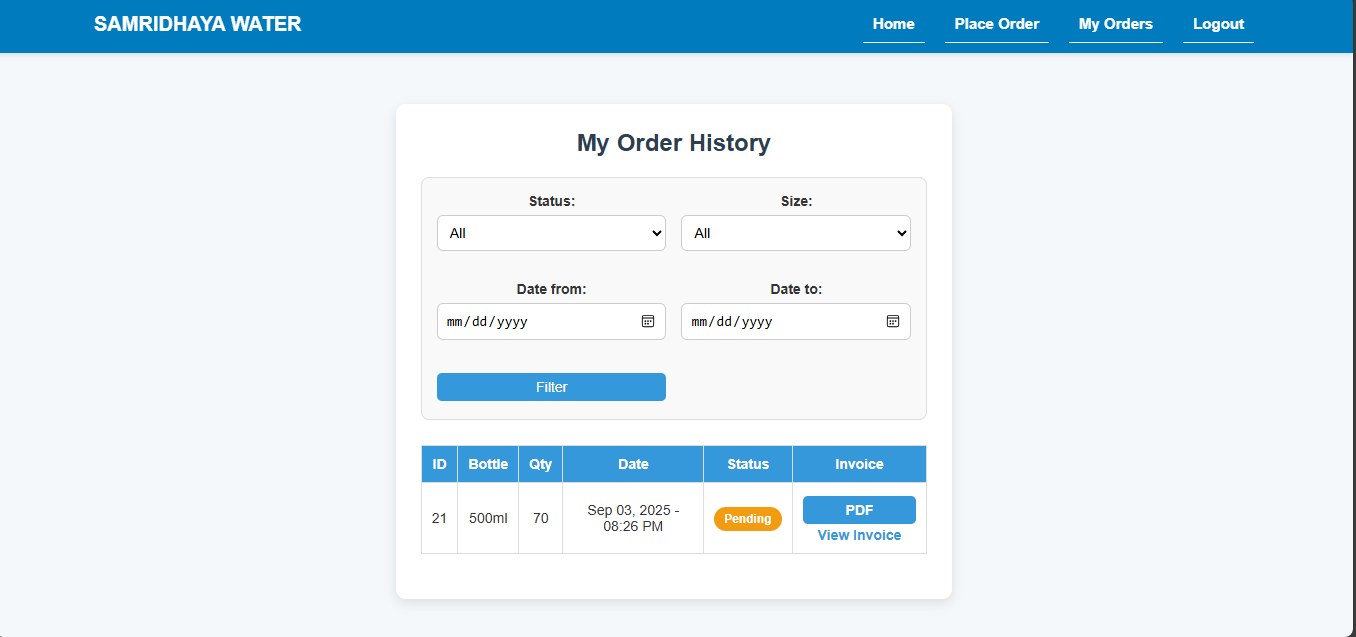 SAMRIDHAYA WATER
Home Place Order My Orders Logout
My Order History
Status: Size:
All All
Date from: Date to:
mm/dd/yyyy mm/dd/yyyy
Filter
ID Bottle Qty Date Status Invoice
21 500ml 70 Sep 03, 2025 - 08:26 PM Pending PDF
View Invoice